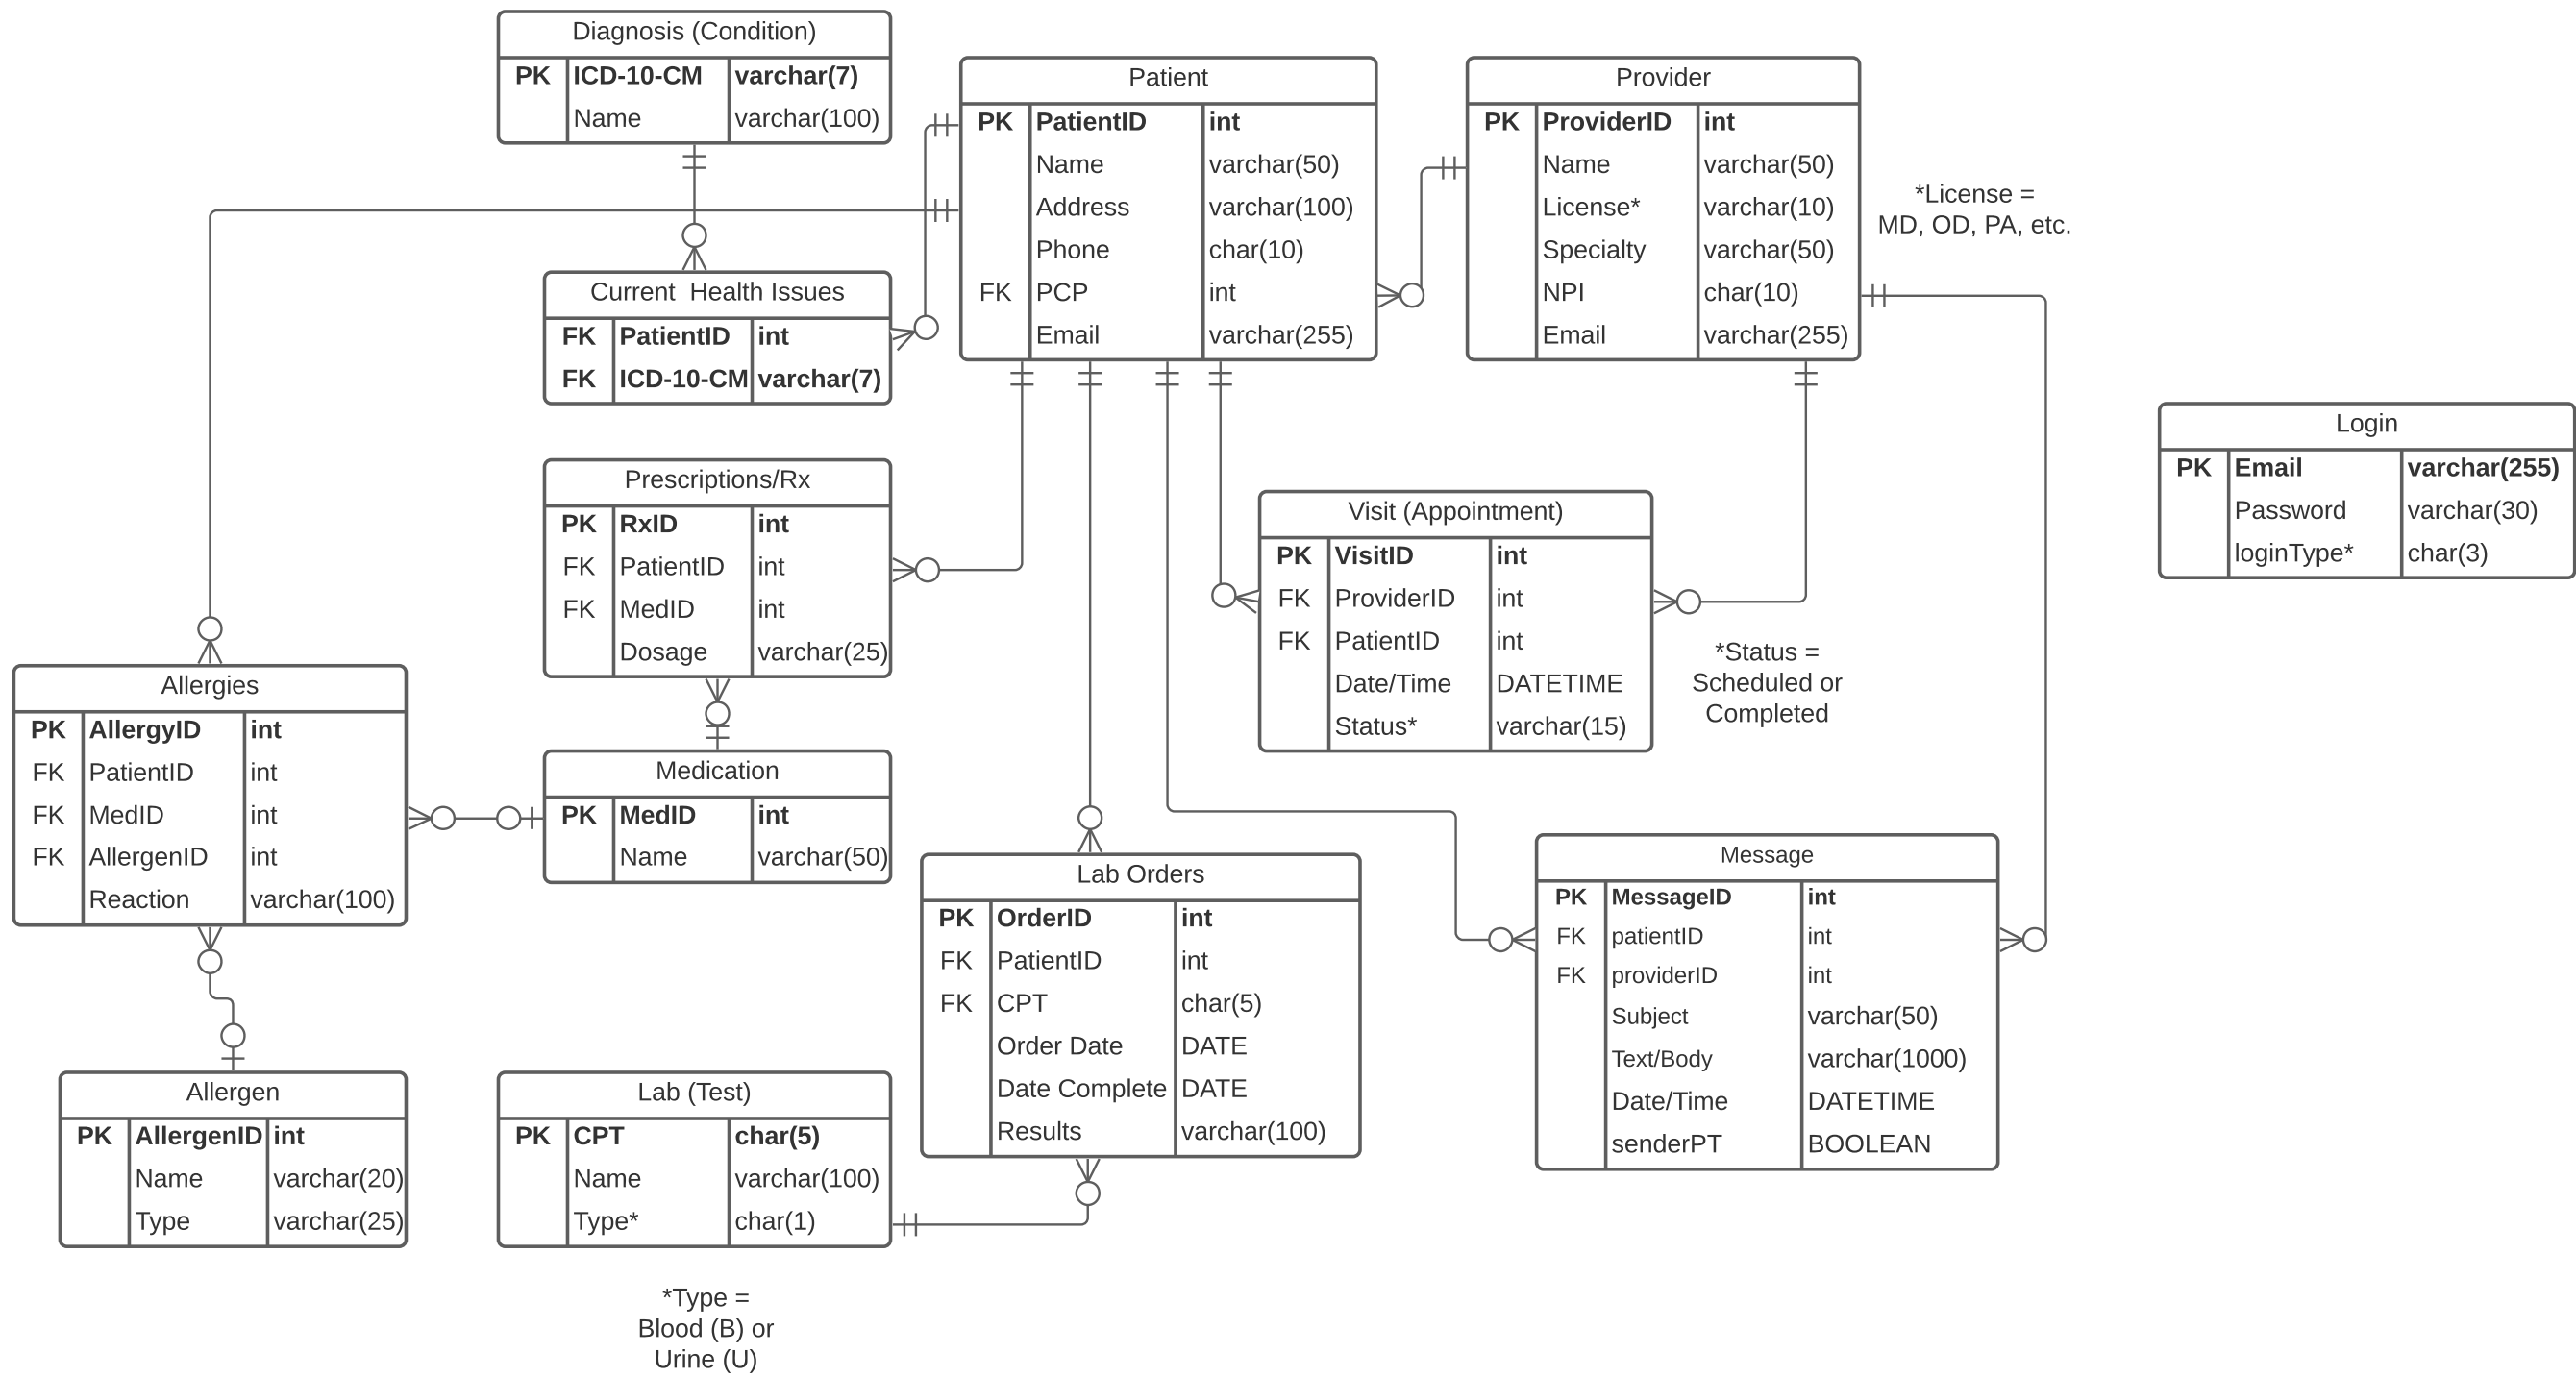 Diagnosis (Condition)
PK ICD-10-CM varchar(7)
Name varchar(100)
Patient
PK PatientID int
Name varchar(50)
Address varchar(100)
Phone char(10)
FK PCP int
Email varchar(255)
Provider
PK ProviderID int
Name varchar(50)
License* varchar(10)
Specialty varchar(50)
NPI char(10)
Email varchar(255)
*License =
MD, OD, PA, etc.
Current Health Issues
FK PatientID int
FK ICD-10-CM varchar(7)
Login
PK Email varchar(255)
Password varchar(30)
loginType* char(3)
Prescriptions/Rx
PK RxID int
FK PatientID int
FK MedID int
Dosage varchar(25)
Visit (Appointment)
PK VisitID int
FK ProviderID int
FK PatientID int
Date/Time DATETIME
Status* varchar(15)
*Status =
Scheduled or
Completed
Allergies
PK AllergyID int
FK PatientID int
FK MedID int
FK AllergenID int
Reaction varchar(100)
Medication
PK MedID int
Name varchar(50)
Lab Orders
PK OrderID int
FK PatientID int
FK CPT char(5)
Order Date DATE
Date Complete DATE
Results varchar(100)
Message
PK MessageID int
FK patientID int
FK providerID int
Subject varchar(50)
Text/Body varchar(1000)
Date/Time DATETIME
senderPT BOOLEAN
Allergen
PK AllergenID int
Name varchar(20)
Type varchar(25)
Lab (Test)
PK CPT char(5)
Name varchar(100)
Type* char(1)
*Type =
Blood (B) or
Urine (U)